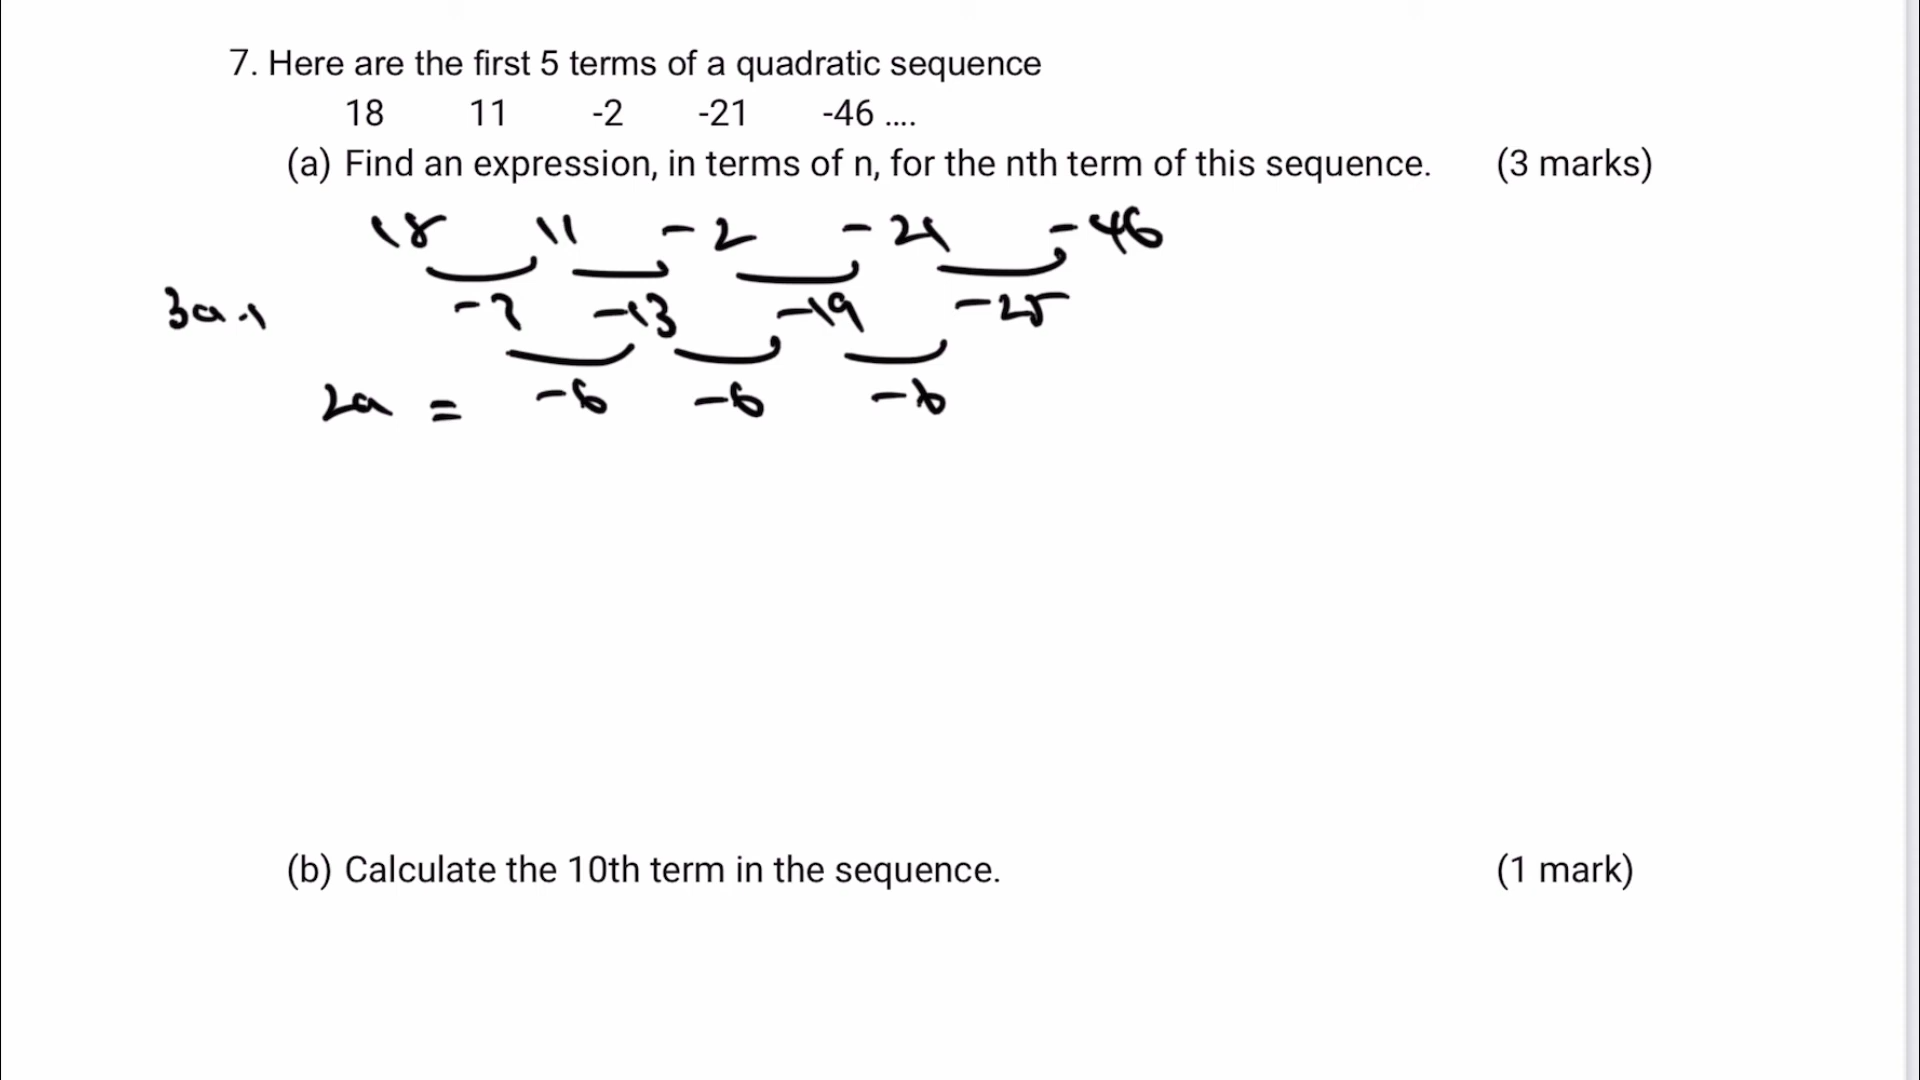 7. Here are the first 5 terms of a quadratic sequence
18 11 -2 -21 -46 ....
(a) Find an expression, in terms of n, for the nth term of this sequence. (3 marks)
18 11 -2 -21 -46
-7 -13 -19 -25
2a = -6 -6 -6
(b) Calculate the 10th term in the sequence. (1 mark)